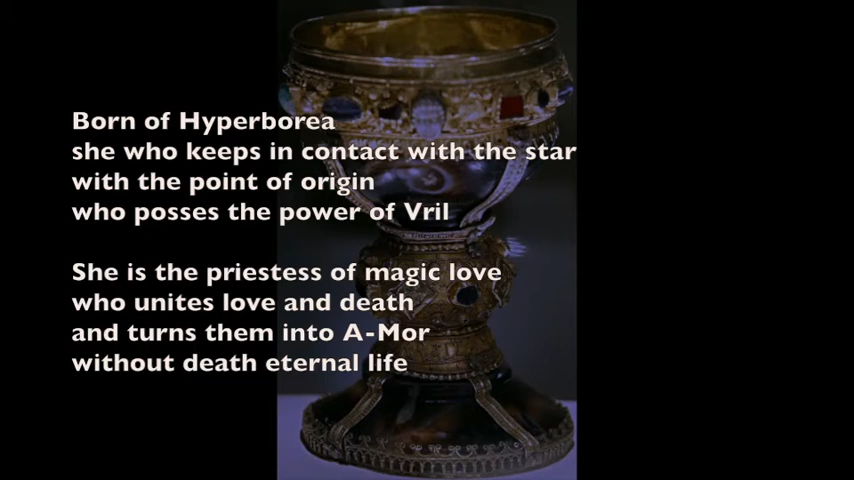 Born of Hyperborea
she who keeps in contact with the star
with the point of origin
who posses the power of Vril
She is the priestess of magic love
who unites love and death
and turns them into A-Mor
without death eternal life